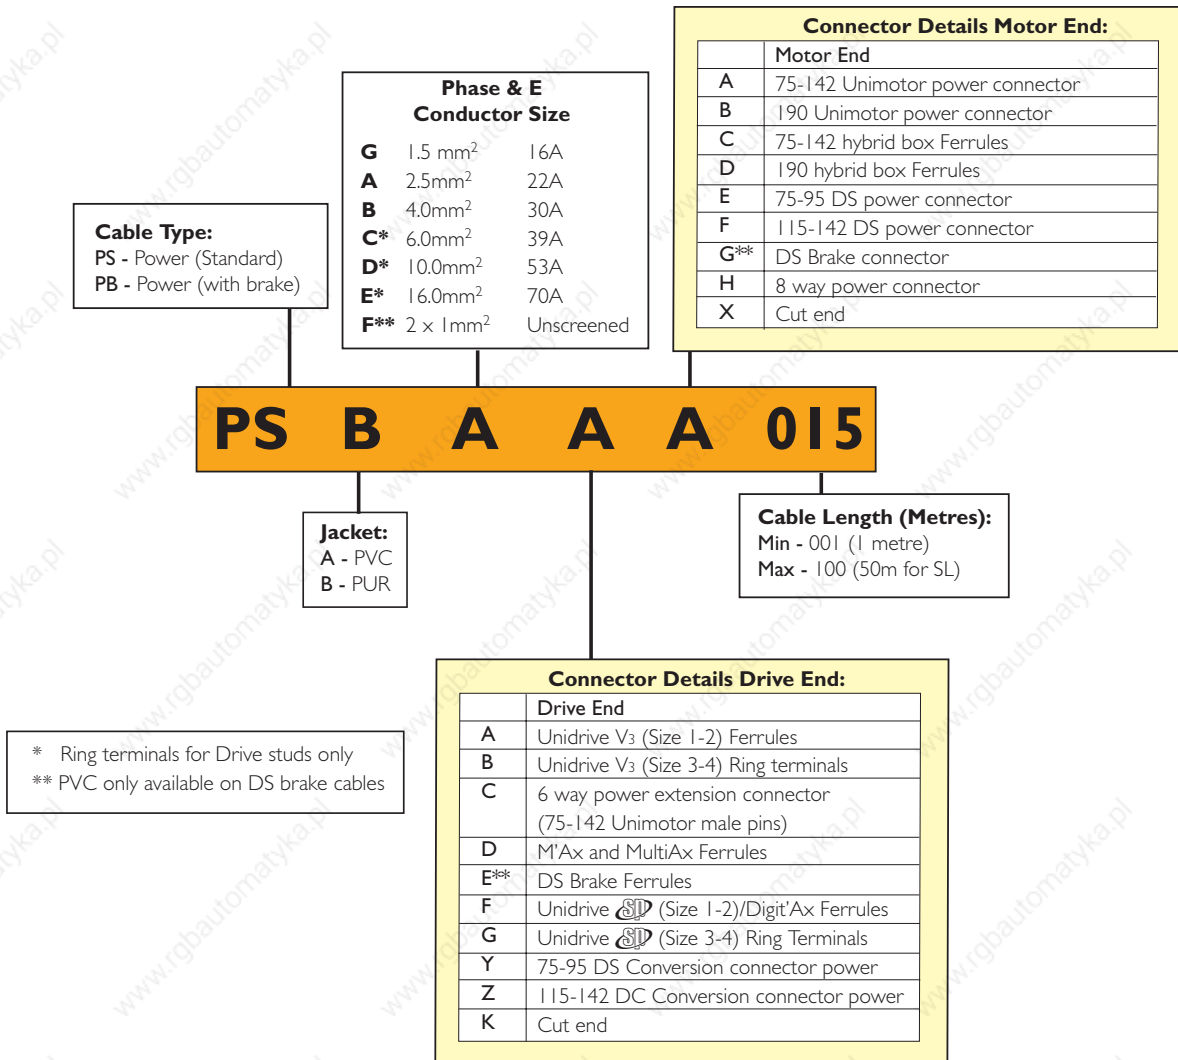 Connector Details Motor End:
Motor End
A 75-142 Unimotor power connector
B 190 Unimotor power connector
C 75-142 hybrid box Ferrules
D 190 hybrid box Ferrules
E 75-95 DS power connector
F 115-142 DS power connector
G** DS Brake connector
H 8 way power connector
X Cut end
Phase & E
Conductor Size
G 1.5 mm² 16A
A 2.5mm² 22A
B 4.0mm² 30A
C* 6.0mm² 39A
D* 10.0mm² 53A
E* 16.0mm² 70A
F** 2 x 1mm² Unscreened
Cable Type:
PS - Power (Standard)
PB - Power (with brake)
PS B A A A 015
Jacket:
A - PVC
B - PUR
Cable Length (Metres):
Min - 001 (1 metre)
Max - 100 (50m for SL)
Connector Details Drive End:
Drive End
A Unidrive V3 (Size 1-2) Ferrules
B Unidrive V3 (Size 3-4) Ring terminals
C 6 way power extension connector
(75-142 Unimotor male pins)
D M'Ax and MultiAx Ferrules
E** DS Brake Ferrules
F Unidrive SP (Size 1-2)/Digit'Ax Ferrules
G Unidrive SP (Size 3-4) Ring Terminals
Y 75-95 DS Conversion connector power
Z 115-142 DC Conversion connector power
K Cut end
* Ring terminals for Drive studs only
** PVC only available on DS brake cables
www.rgbautomatyka.pl